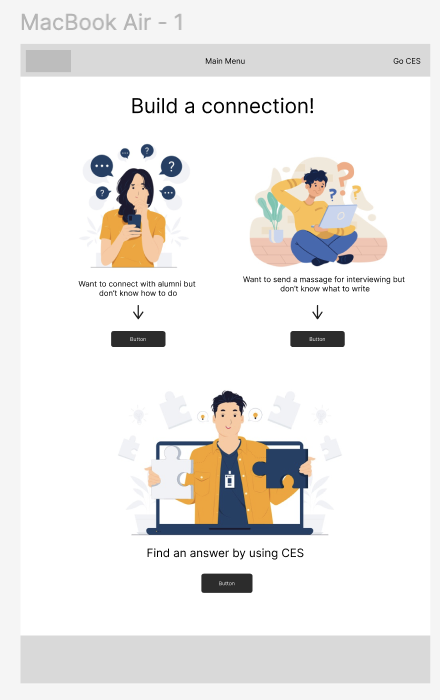 MacBook Air - 1
Main Menu
Go CES
Build a connection!
Want to connect with alumni but
don't know how to do
Want to send a massage for interviewing but
don't know what to write
Button
Button
Find an answer by using CES
Button